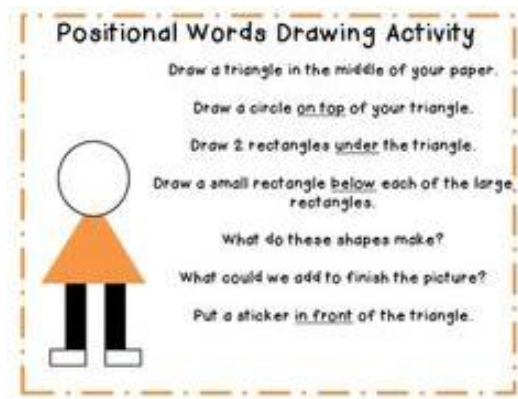 Positional Words Drawing Activity
Draw a triangle in the middle of your paper.
Draw a circle on top of your triangle.
Draw 2 rectangles under the triangle.
Draw a small rectangle below each of the large
rectangles.
What do these shapes make?
What could we add to finish the picture?
Put a sticker in front of the triangle.